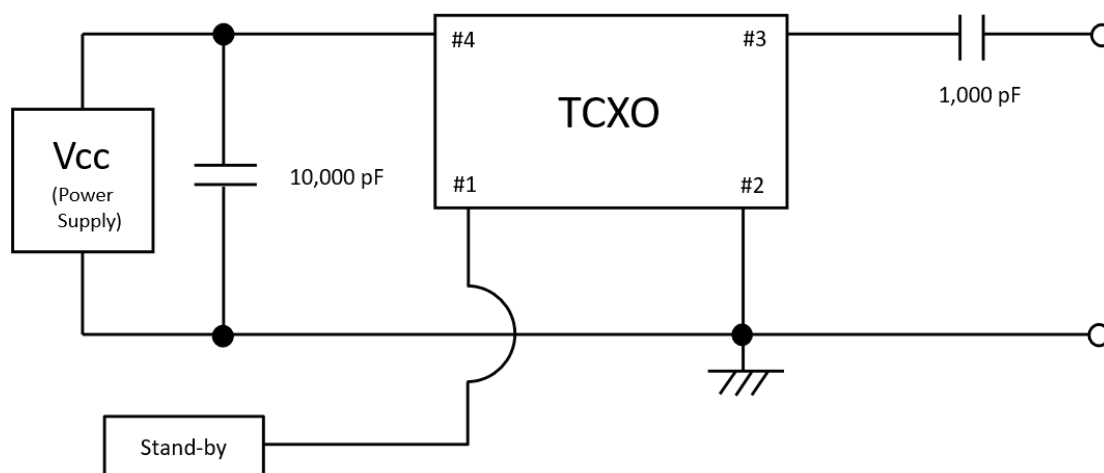 #4
#3
TCXO
1,000 pF
Vcc
(Power
Supply)
10,000 pF
#1
#2
Stand-by